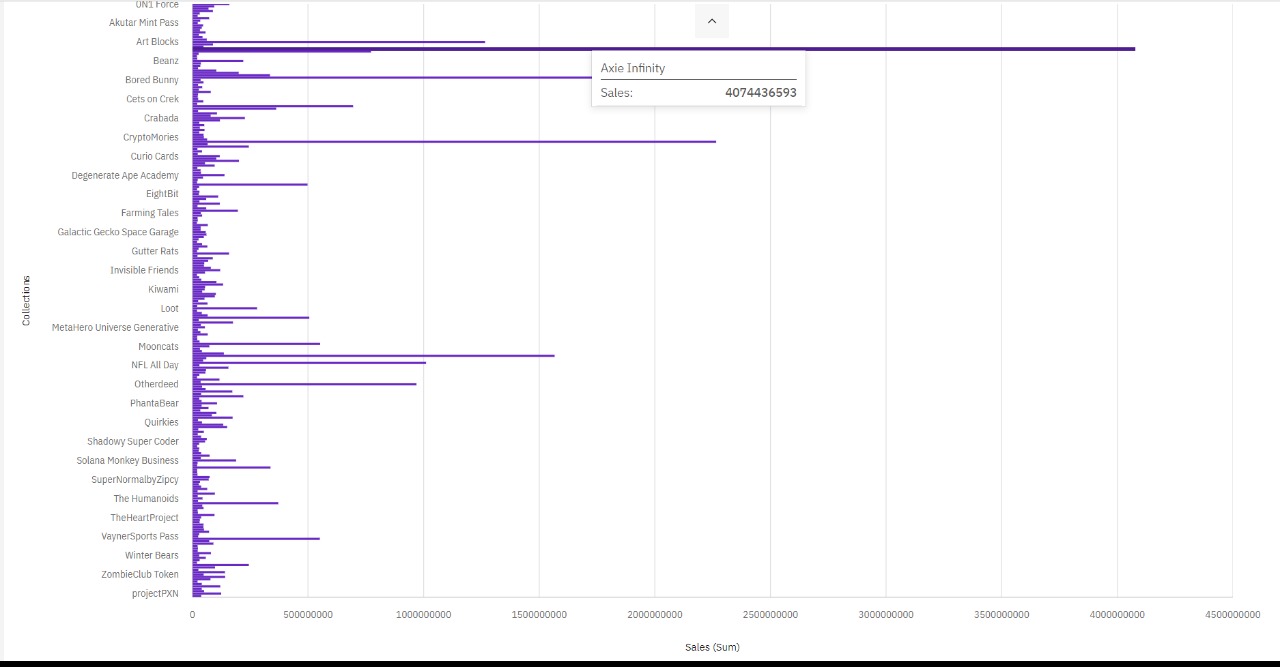 0N1 Force
Akutar Mint Pass
Art Blocks
Beanz
Bored Bunny
Cets on Crek
Crabada
CryptoMories
Curio Cards
Degenerate Ape Academy
EightBit
Farming Tales
Galactic Gecko Space Garage
Gutter Rats
Invisible Friends
Kiwami
Loot
MetaHero Universe Generative
Mooncats
NFL All Day
Otherdeed
PhantaBear
Quirkies
Shadowy Super Coder
Solana Monkey Business
SuperNormalbyZipcy
The Humanoids
TheHeartProject
VaynerSports Pass
Winter Bears
ZombieClub Token
projectPXN
Collections
Axie Infinity
Sales: 4074436593
0 500000000 1000000000 1500000000 2000000000 2500000000 3000000000 3500000000 4000000000 4500000000
Sales (Sum)